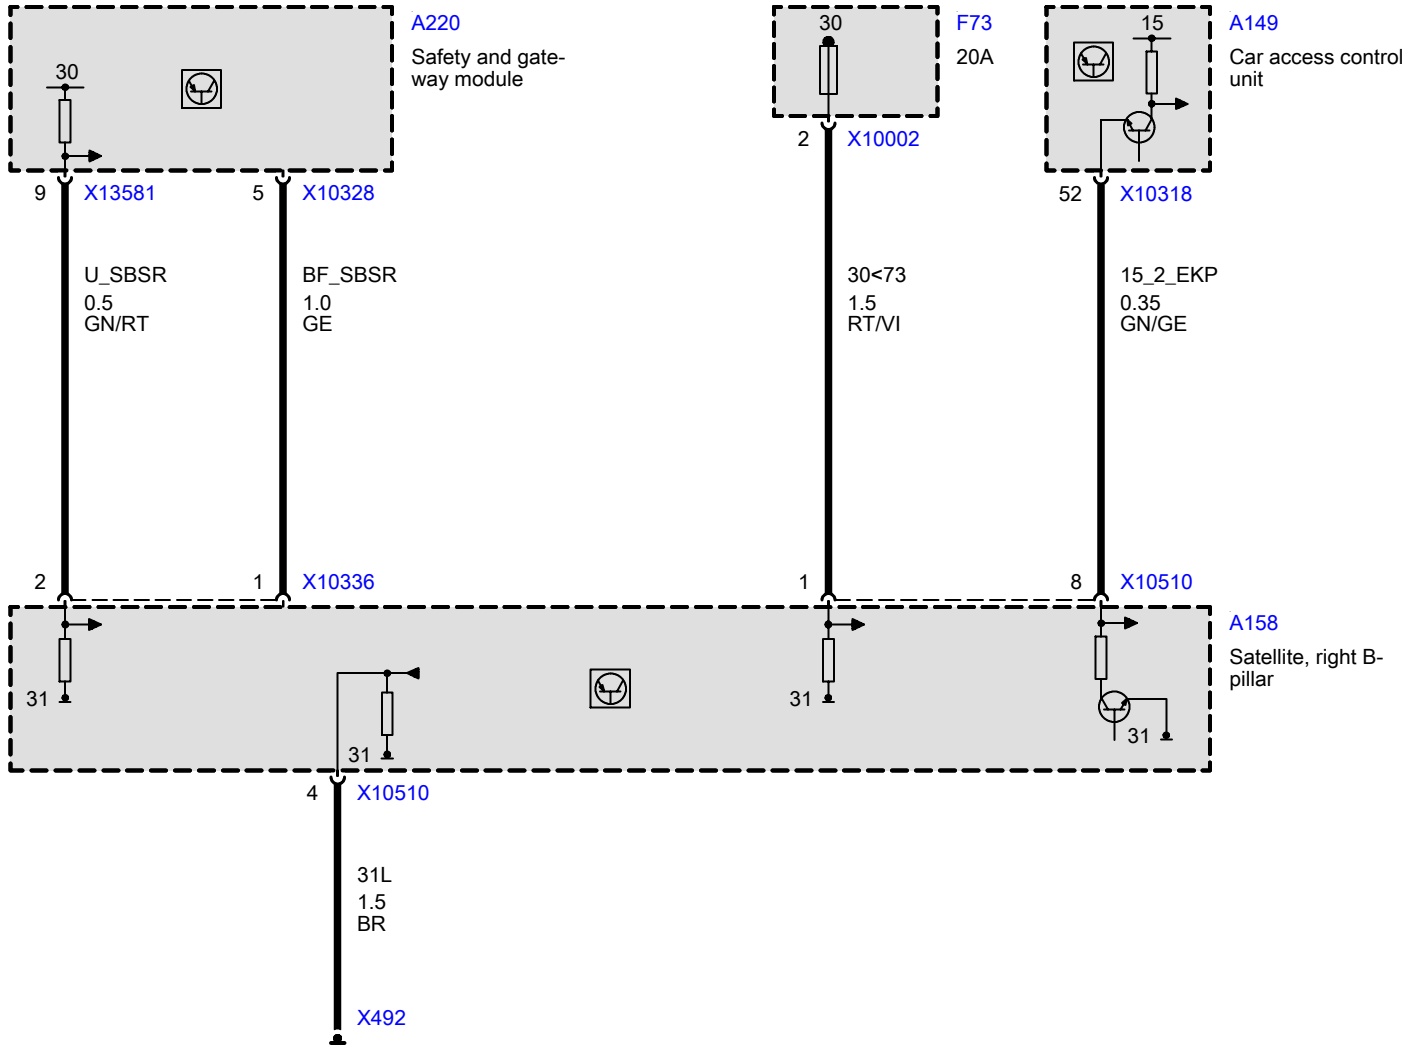 A220
Safety and gate-
way module
30
9 X13581
5 X10328
U_SBSR
0.5
GN/RT
BF_SBSR
1.0
GE
30
F73
20A
2 X10002
30<73
1.5
RT/VI
15
A149
Car access control
unit
52 X10318
15_2_EKP
0.35
GN/GE
2
1 X10336
1
8 X10510
A158
Satellite, right B-
pillar
31
31
31
31
4 X10510
31L
1.5
BR
X492